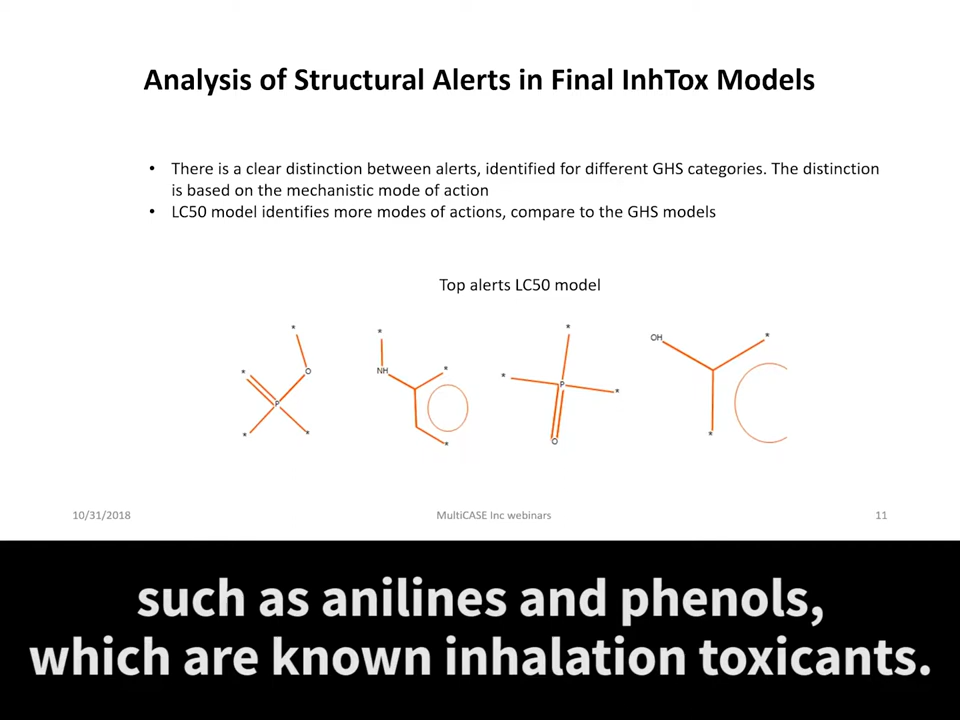 Analysis of Structural Alerts in Final InhTox Models
• There is a clear distinction between alerts, identified for different GHS categories. The distinction
is based on the mechanistic mode of action
• LC50 model identifies more modes of actions, compare to the GHS models
Top alerts LC50 model
* O * P * *
* NH * *
* * P * O
OH * *
10/31/2018 MultiCASE Inc webinars 11
such as anilines and phenols,
which are known inhalation toxicants.